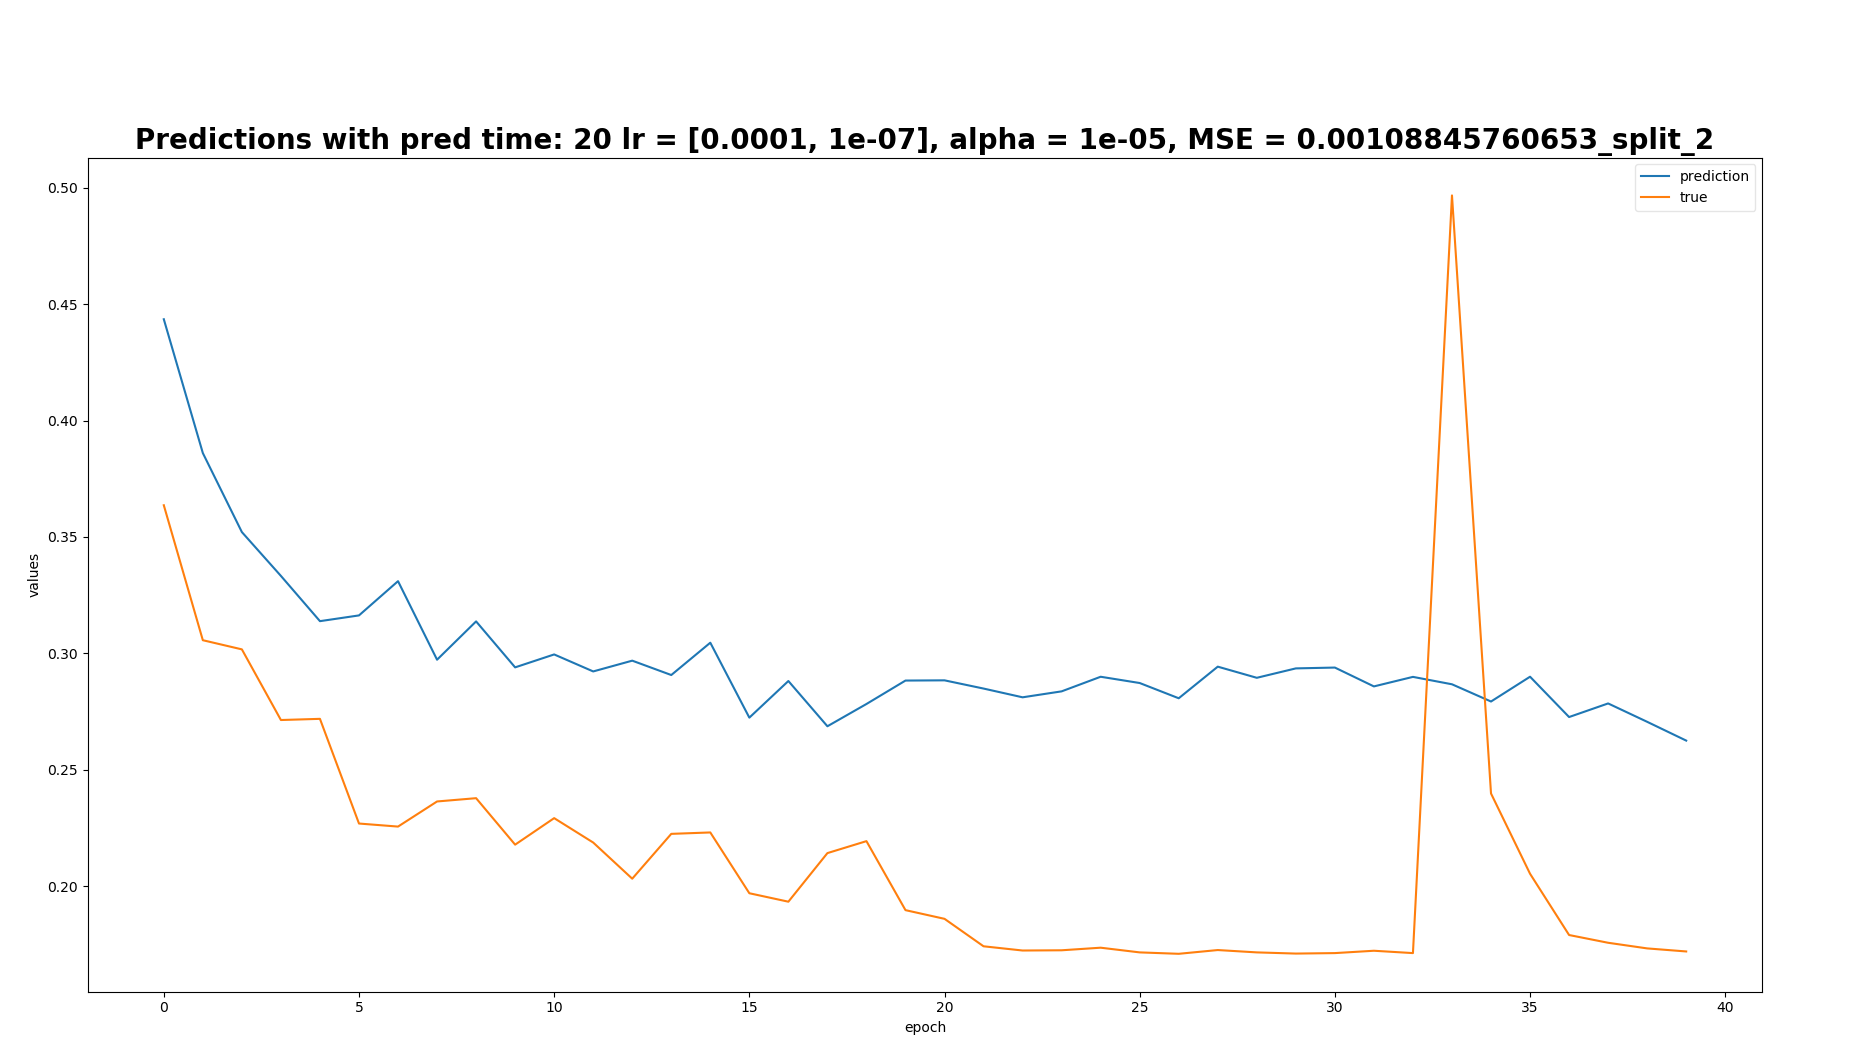 Predictions with pred time: 20 lr = [0.0001, 1e-07], alpha = 1e-05, MSE = 0.00108845760653_split_2
prediction
true
0.50
0.45
0.40
0.35
0.30
0.25
0.20
values
0 5 10 15 20 25 30 35 40
epoch